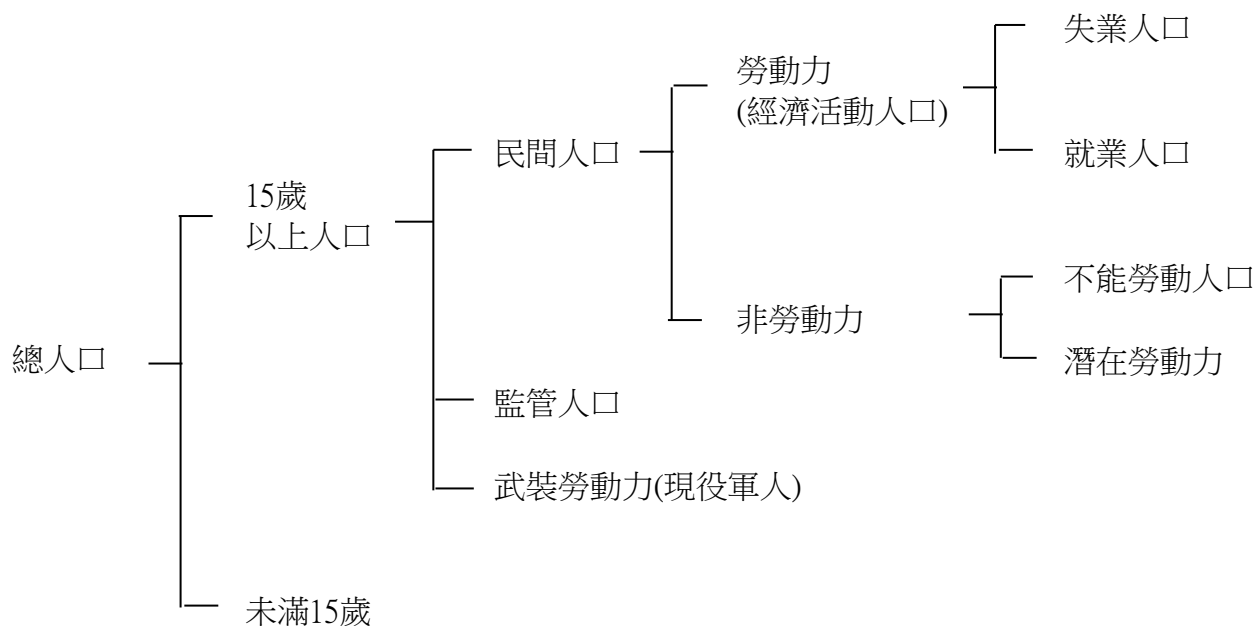 失業人口
勞動力
(經濟活動人口)
民間人口
就業人口
15歲
以上人口
不能勞動人口
非勞動力
總人口
潛在勞動力
監管人口
武裝勞動力(現役軍人)
未滿15歲